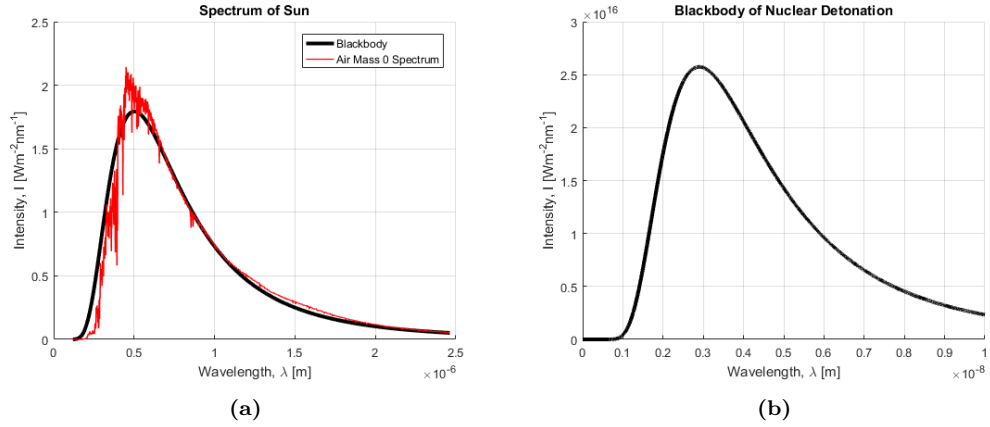 Spectrum of Sun
2.5
2
1.5
1
0.5
0
Intensity, I [Wm⁻²nm⁻¹]
Blackbody
Air Mass 0 Spectrum
0 0.5 1 1.5 2 2.5
Wavelength, λ [m]
×10⁻⁶
(a)
Blackbody of Nuclear Detonation
×10¹⁶
3
2.5
2
1.5
1
0.5
0
Intensity, I [Wm⁻²nm⁻¹]
0 0.1 0.2 0.3 0.4 0.5 0.6 0.7 0.8 0.9 1
Wavelength, λ [m]
×10⁻⁸
(b)